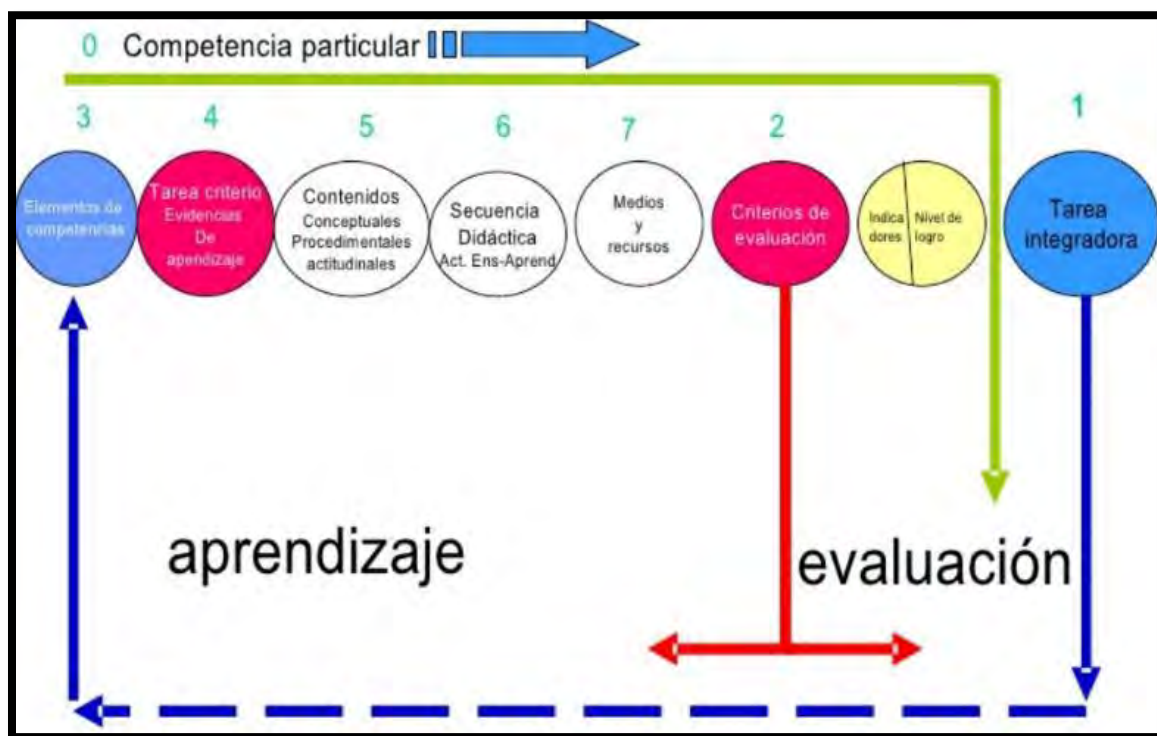 0 Competencia particular
3
4
5
6
7
2
1
Elementos de
competencias
Tarea criterio
Evidencias
De
apendizaje
Contenidos
Conceptuales
Procedimentales
actitudinales
Secuencia
Didáctica
Act. Ens-Aprend
Medios
y
recursos
Criterios de
evaluación
Indica
dores
Nivel de
logro
Tarea
integradora
aprendizaje
evaluación